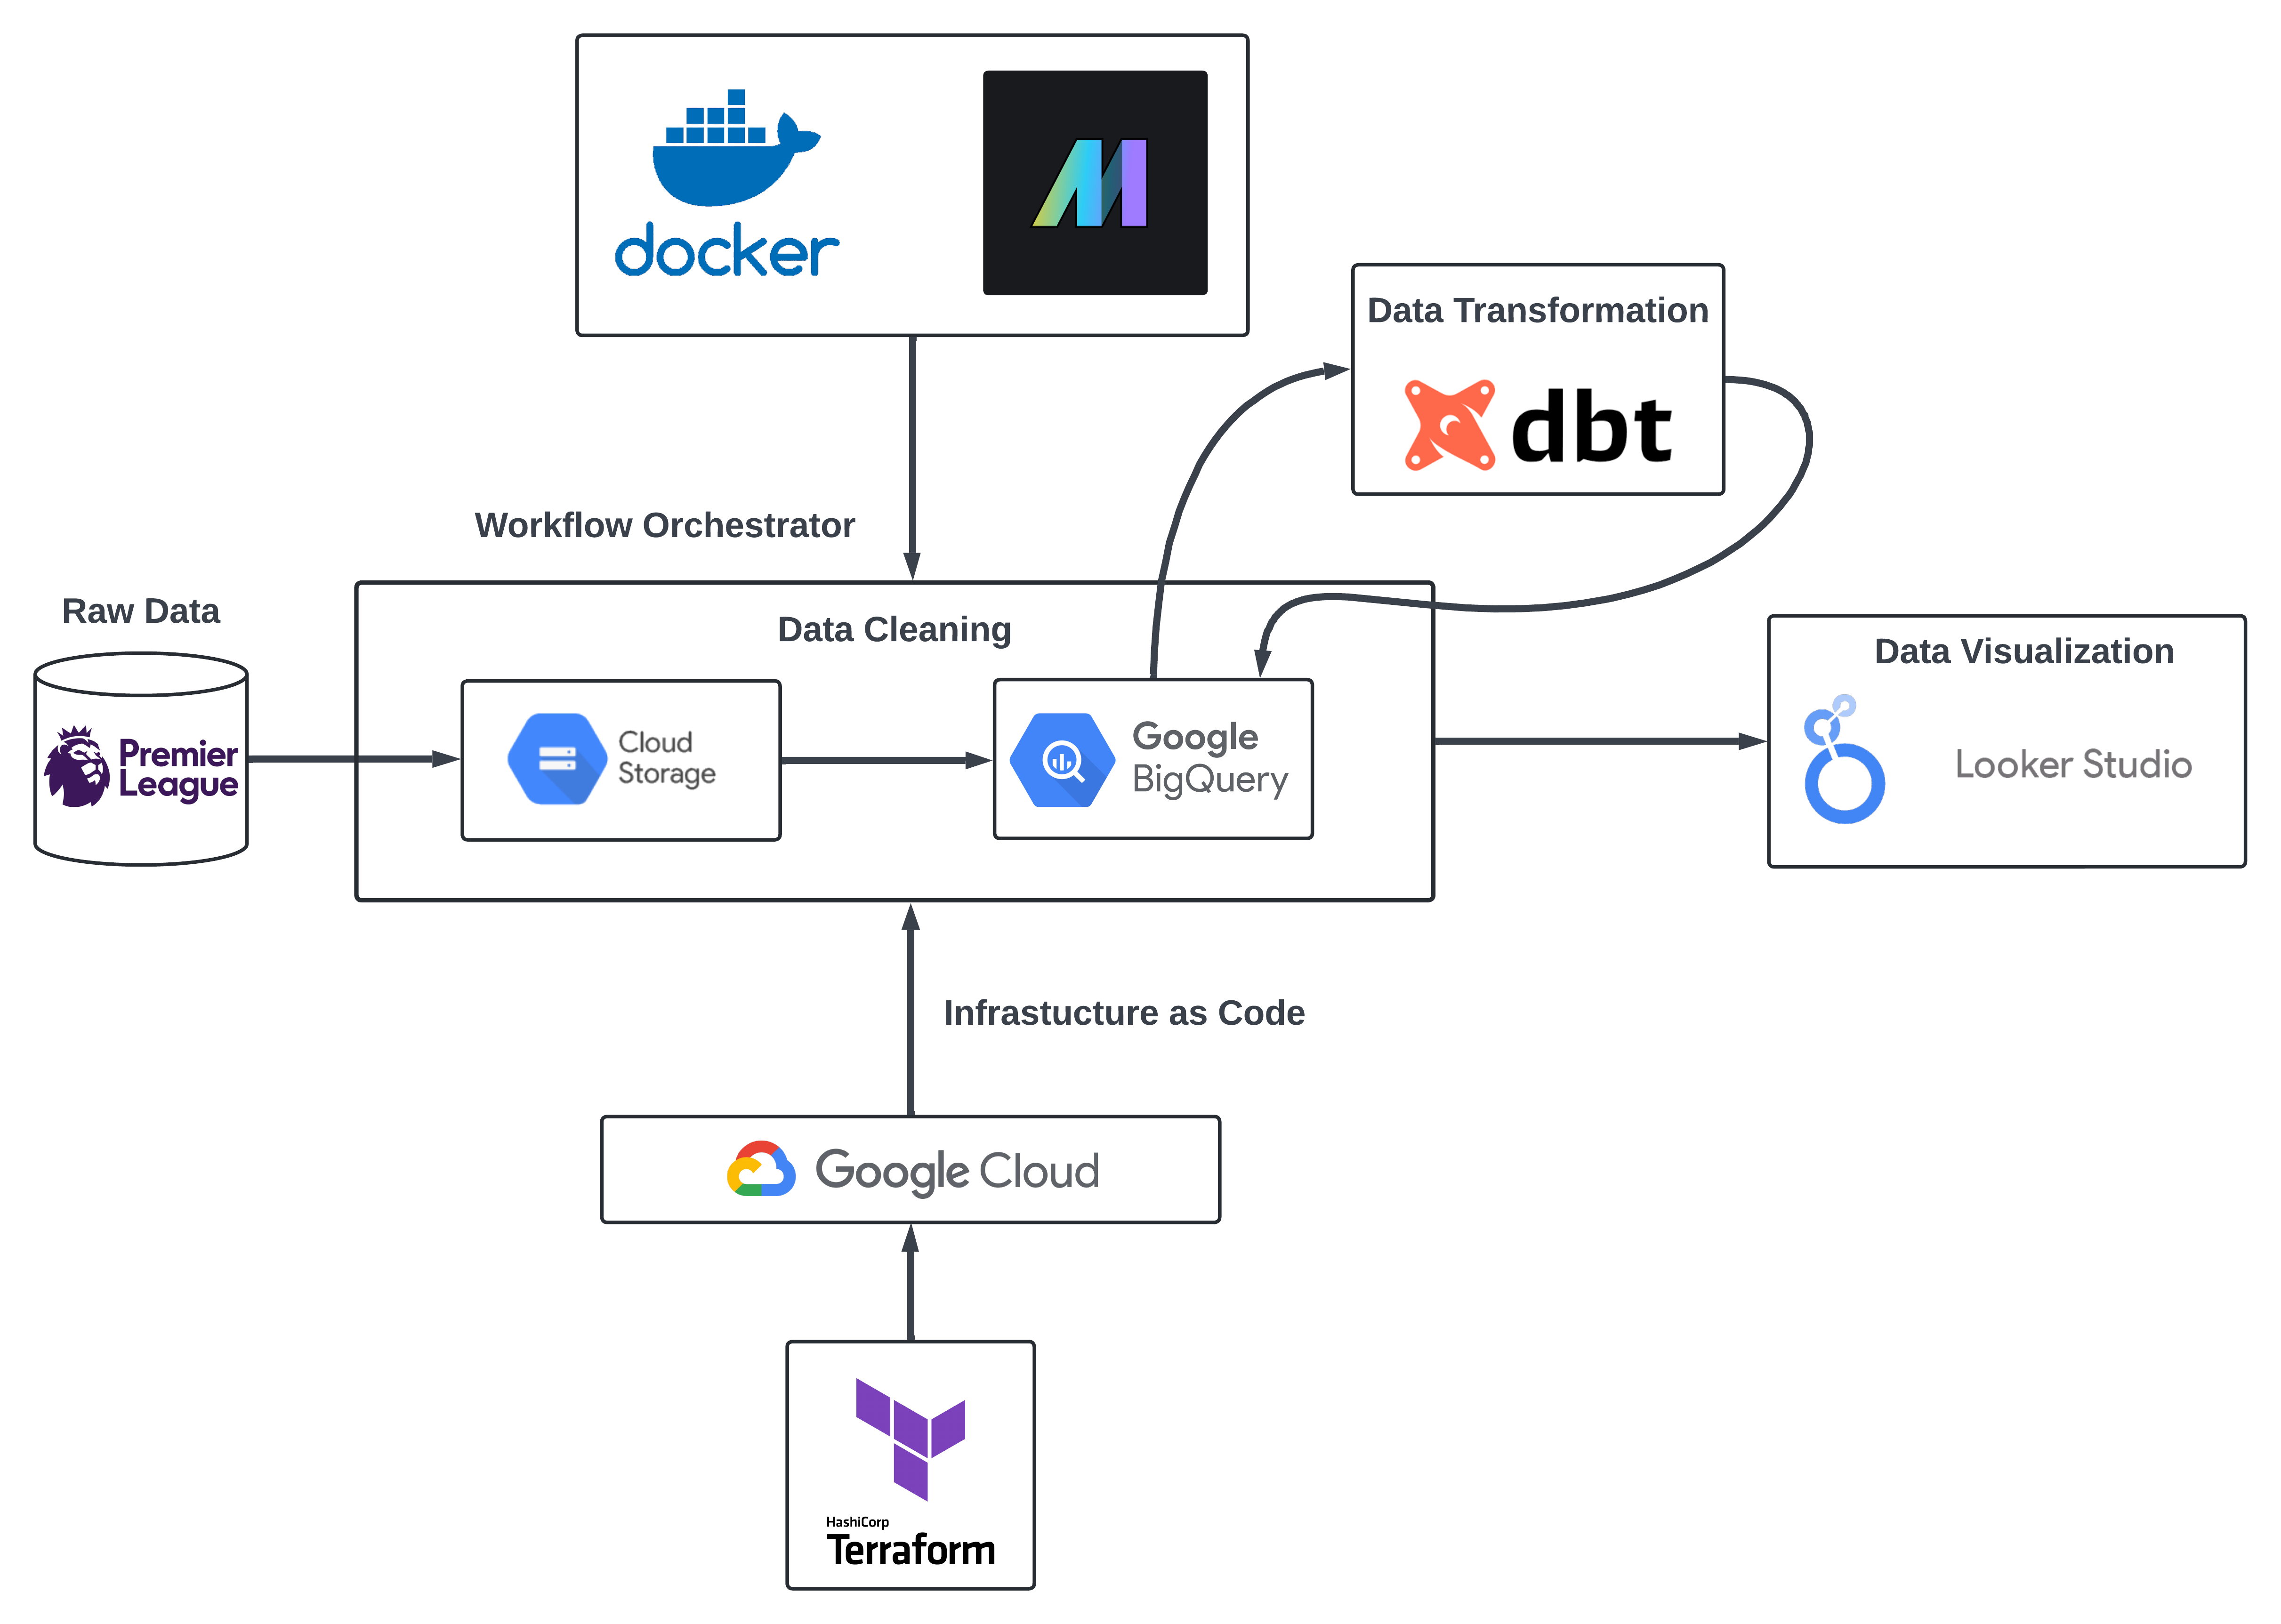 docker
Data Transformation
dbt
Workflow Orchestrator
Raw Data
Premier
League
Data Cleaning
Cloud
Storage
Google
BigQuery
Data Visualization
Looker Studio
Infrastucture as Code
Google Cloud
HashiCorp
Terraform